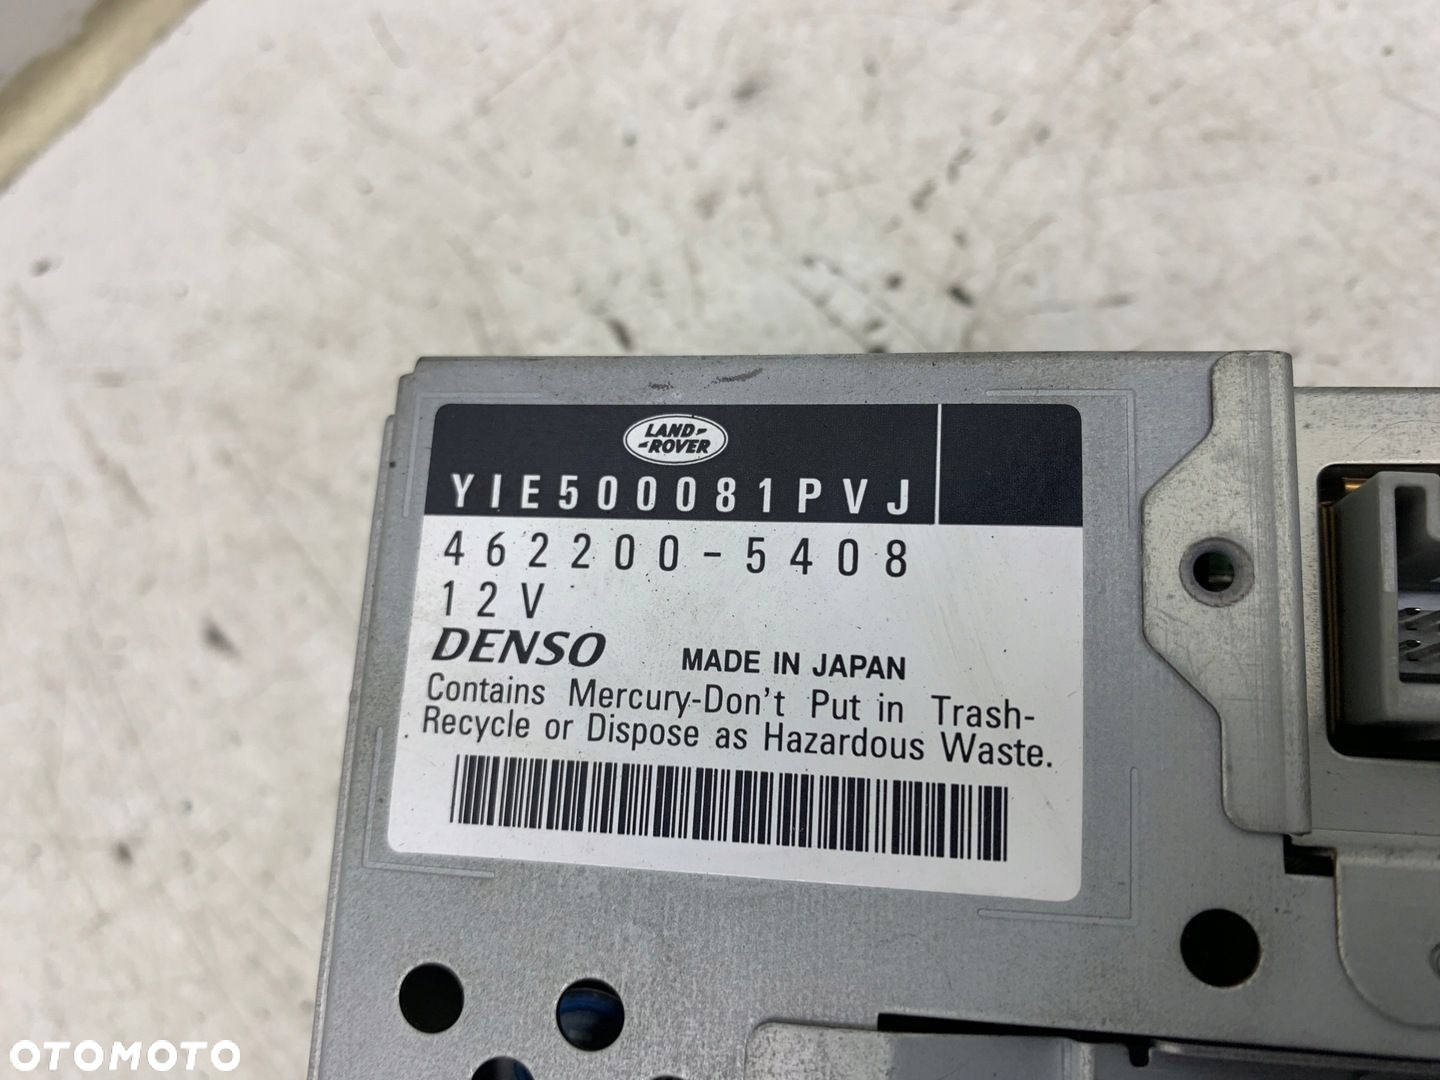 LAND-
-ROVER
YIE500081PVJ
462200-5408
12V
DENSO MADE IN JAPAN
Contains Mercury-Don't Put in Trash-
Recycle or Dispose as Hazardous Waste.
OTOMOTO